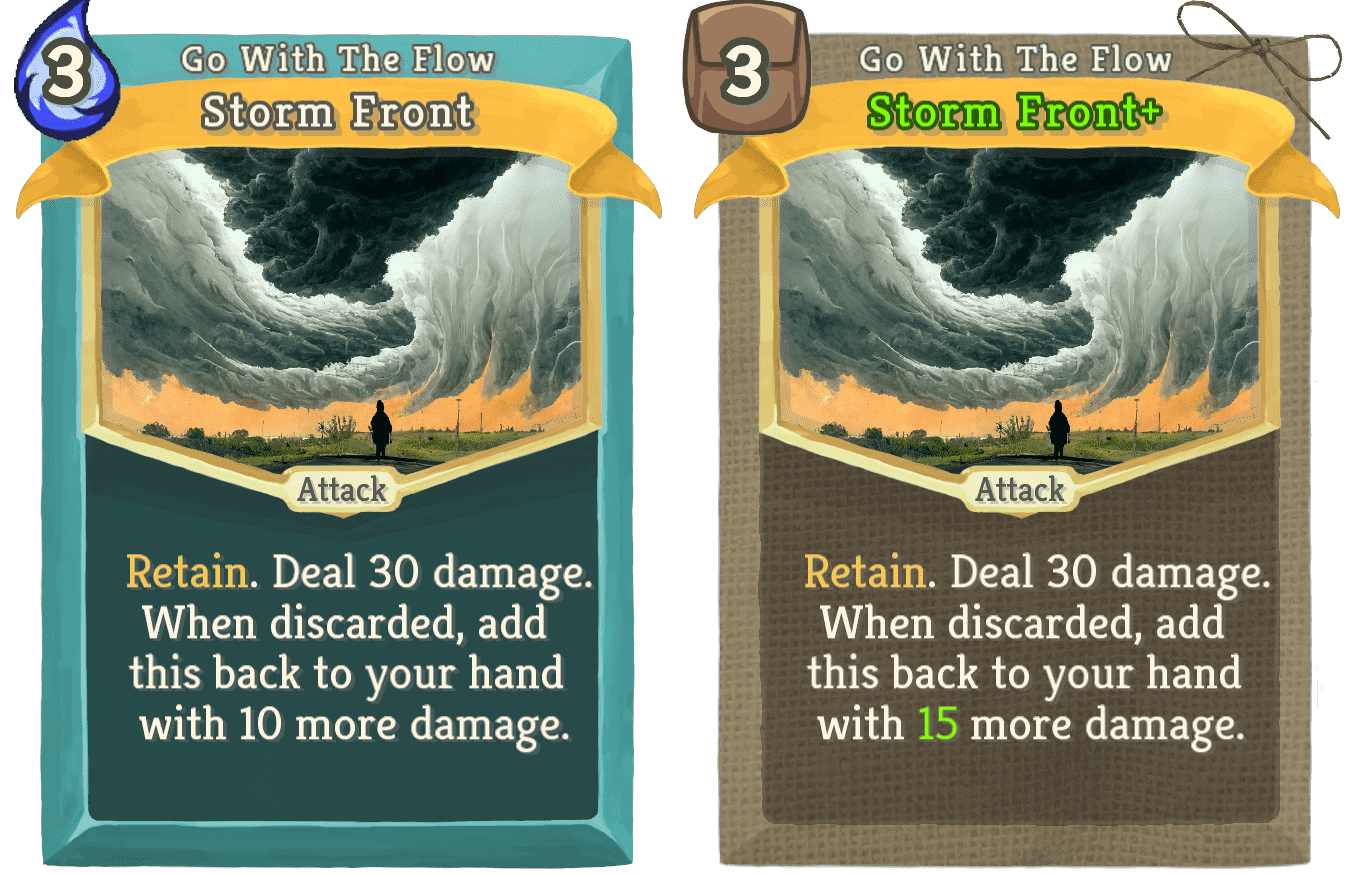 3
Go With The Flow
Storm Front
Attack
Retain. Deal 30 damage.
When discarded, add
this back to your hand
with 10 more damage.
3
Go With The Flow
Storm Front+
Attack
Retain. Deal 30 damage.
When discarded, add
this back to your hand
with 15 more damage.